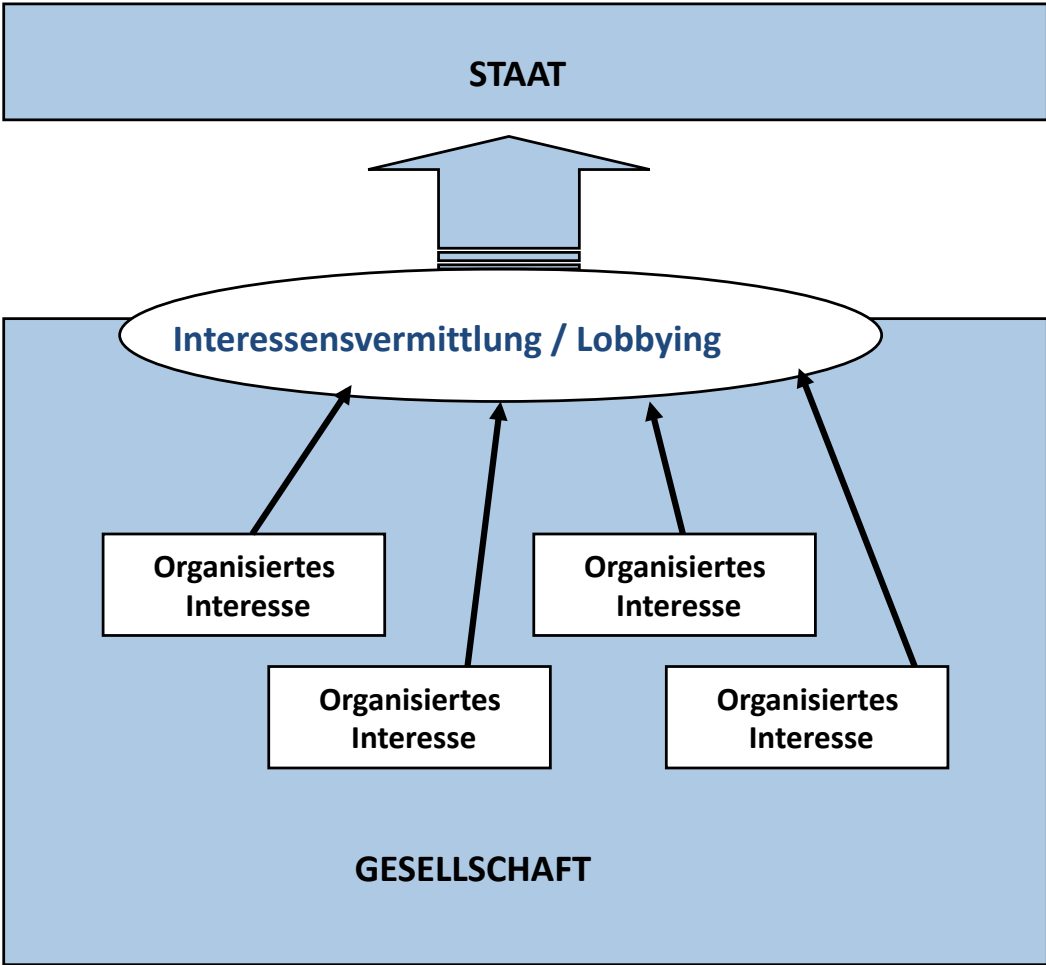 STAAT
Interessensvermittlung / Lobbying
Organisiertes
Interesse
Organisiertes
Interesse
Organisiertes
Interesse
Organisiertes
Interesse
GESELLSCHAFT